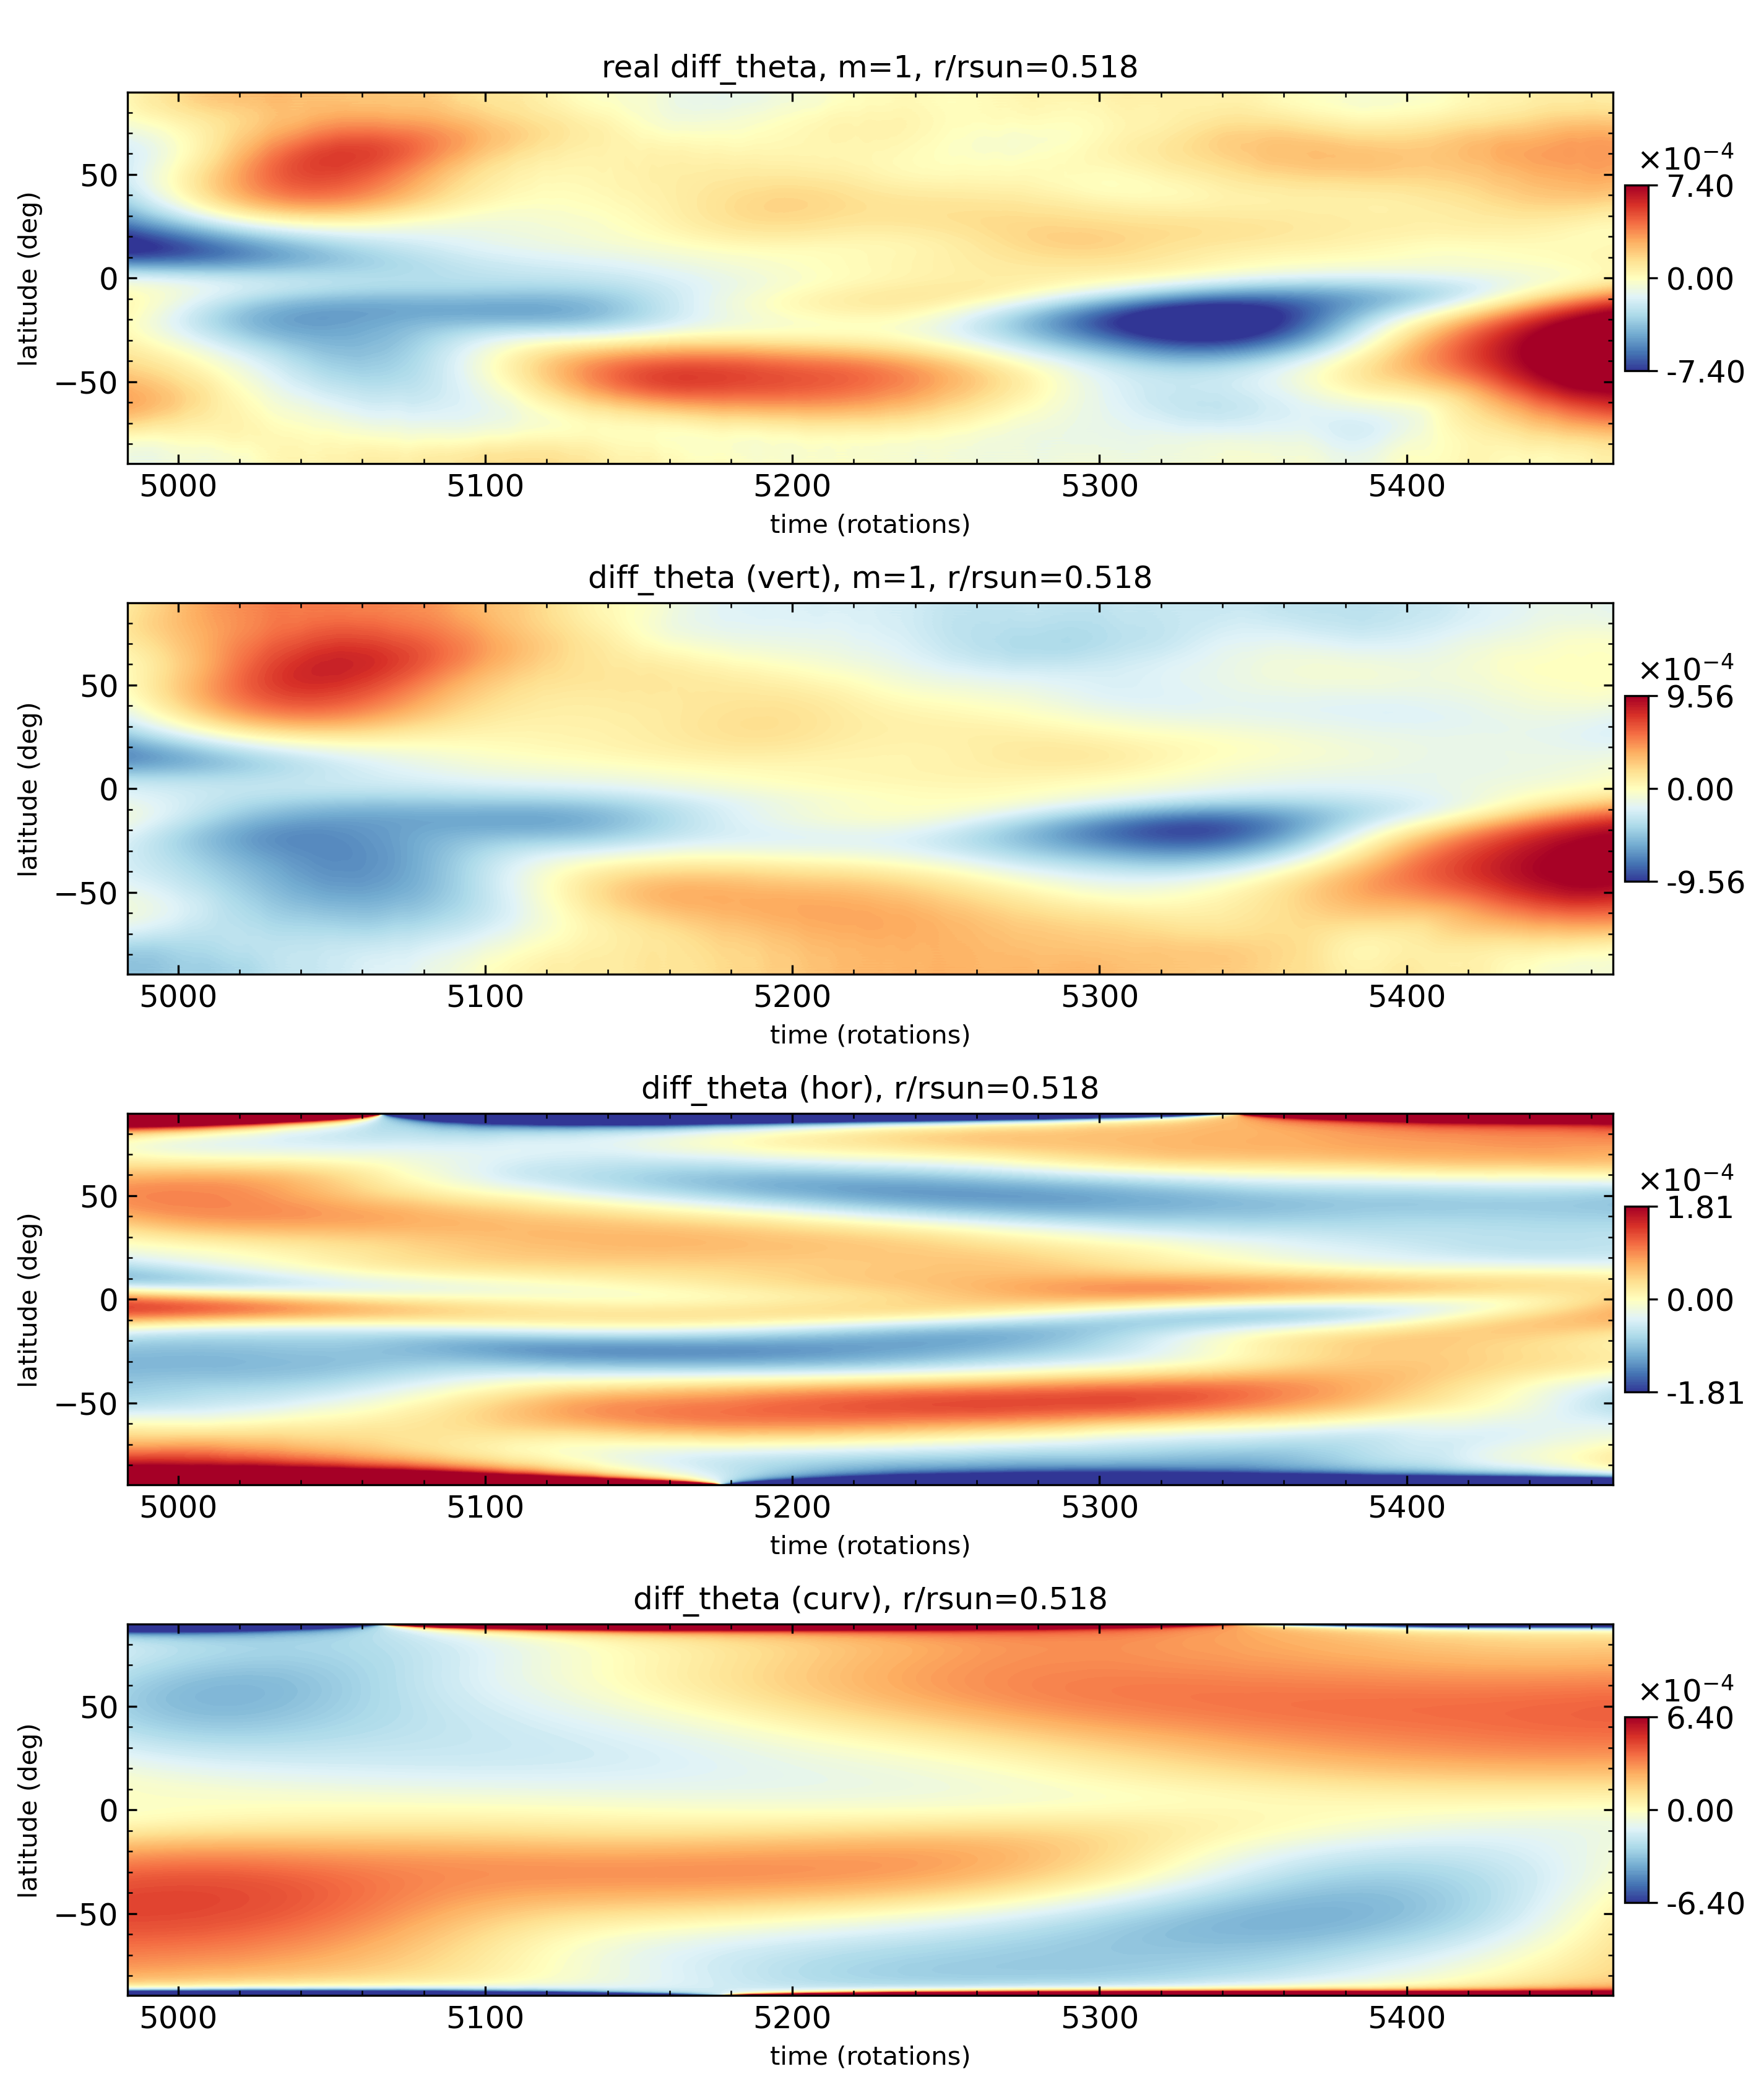 real diff_theta, m=1, r/rsun=0.518
×10⁻⁴
7.40
0.00
-7.40
latitude (deg)
50
0
−50
5000 5100 5200 5300 5400
time (rotations)
diff_theta (vert), m=1, r/rsun=0.518
×10⁻⁴
9.56
0.00
-9.56
latitude (deg)
50
0
−50
5000 5100 5200 5300 5400
time (rotations)
diff_theta (hor), r/rsun=0.518
×10⁻⁴
1.81
0.00
-1.81
latitude (deg)
50
0
−50
5000 5100 5200 5300 5400
time (rotations)
diff_theta (curv), r/rsun=0.518
×10⁻⁴
6.40
0.00
-6.40
latitude (deg)
50
0
−50
5000 5100 5200 5300 5400
time (rotations)